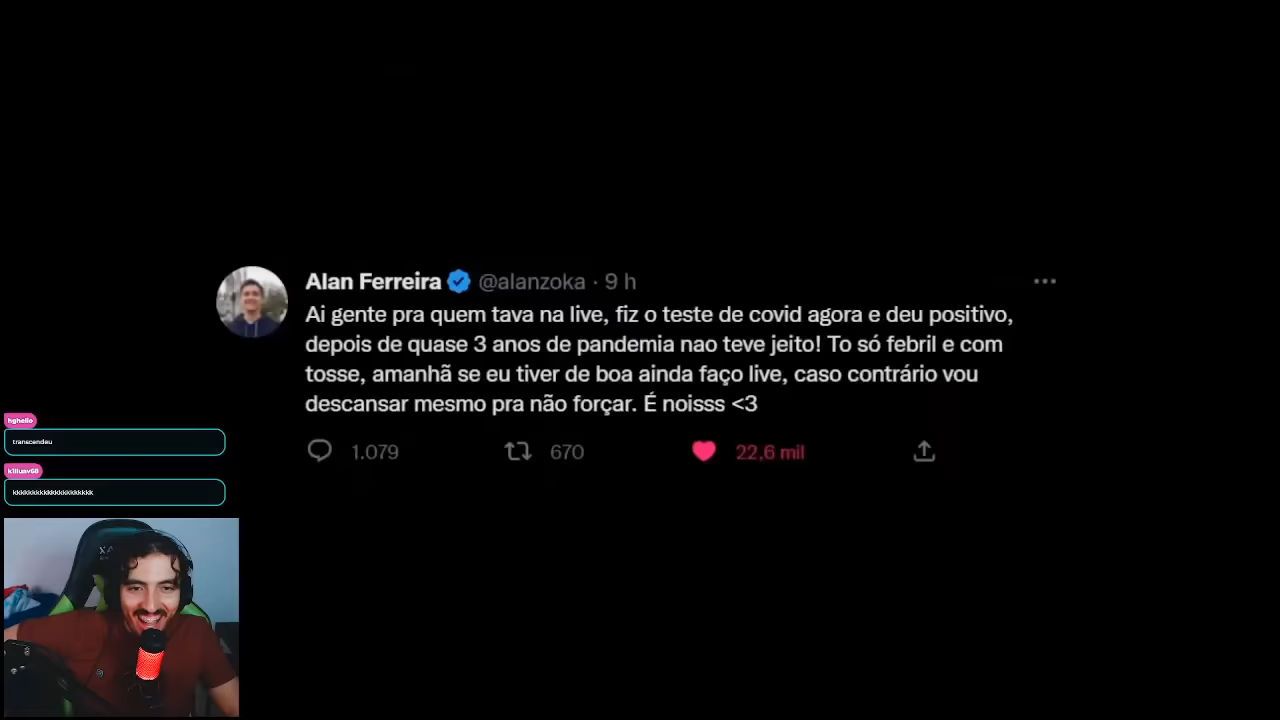 Alan Ferreira @alanzoka · 9 h
Ai gente pra quem tava na live, fiz o teste de covid agora e deu positivo,
depois de quase 3 anos de pandemia nao teve jeito! To só febril e com
tosse, amanhã se eu tiver de boa ainda faço live, caso contrário vou
descansar mesmo pra não forçar. É noisss <3
1.079 670 22,6 mil
hghelio
transcendeu
kkkkkkkkkkkkkkkkkkkkkk